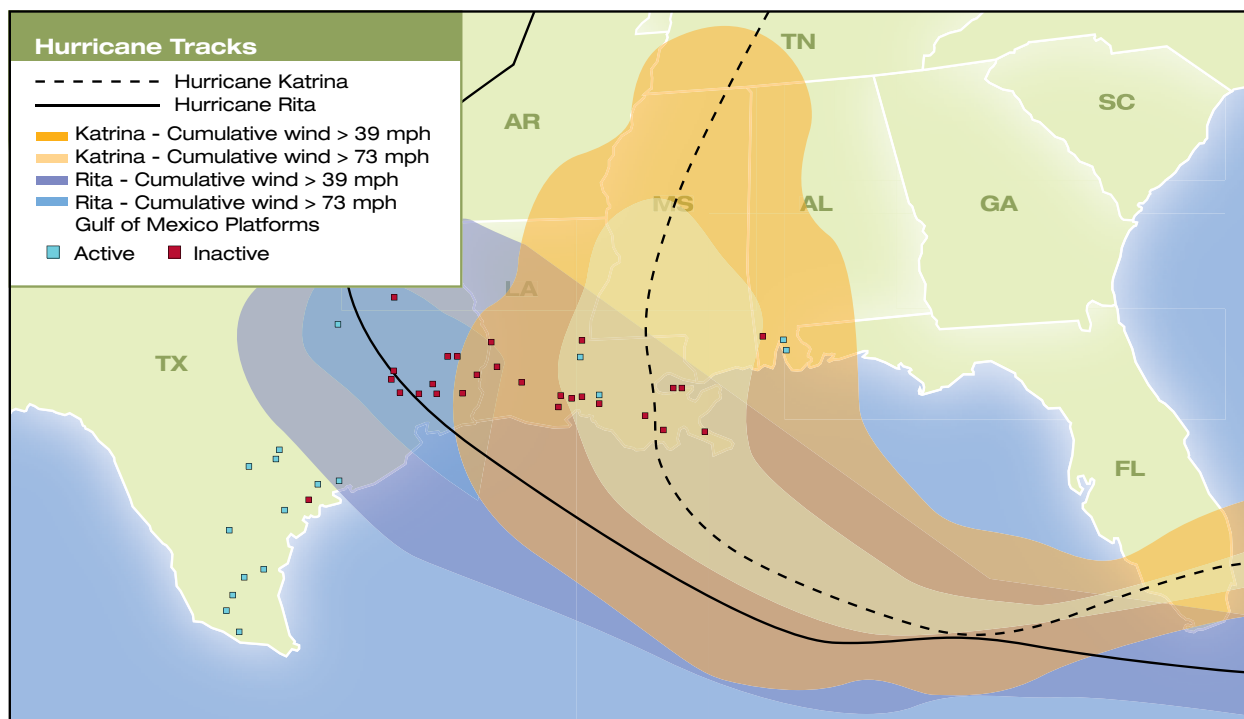 Hurricane Tracks
Hurricane Katrina
Hurricane Rita
Katrina - Cumulative wind > 39 mph
Katrina - Cumulative wind > 73 mph
Rita - Cumulative wind > 39 mph
Rita - Cumulative wind > 73 mph
Gulf of Mexico Platforms
Active Inactive
TN
AR
SC
MS
AL
GA
LA
TX
FL